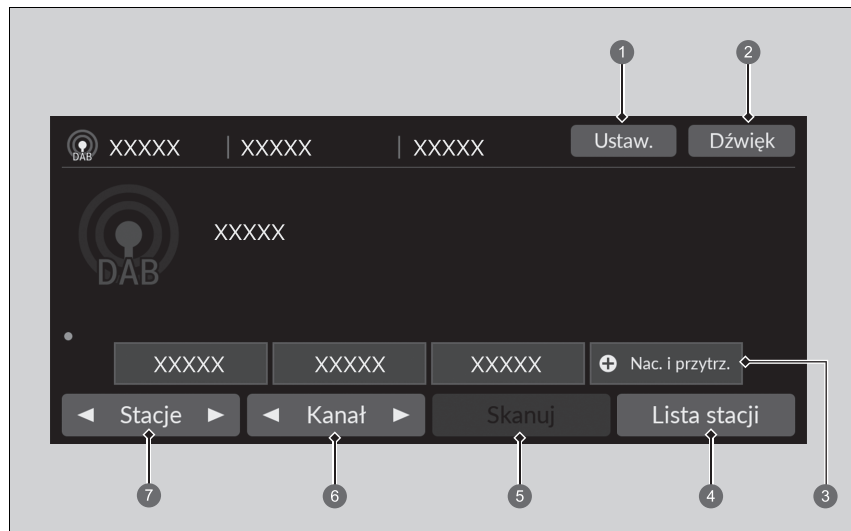 1 2
Ustaw. Dźwięk
DAB XXXXX | XXXXX | XXXXX
XXXXX
DAB
XXXXX XXXXX XXXXX Nac. i przytrz.
Stacje Kanał Skanuj Lista stacji
7 6 5 4 3